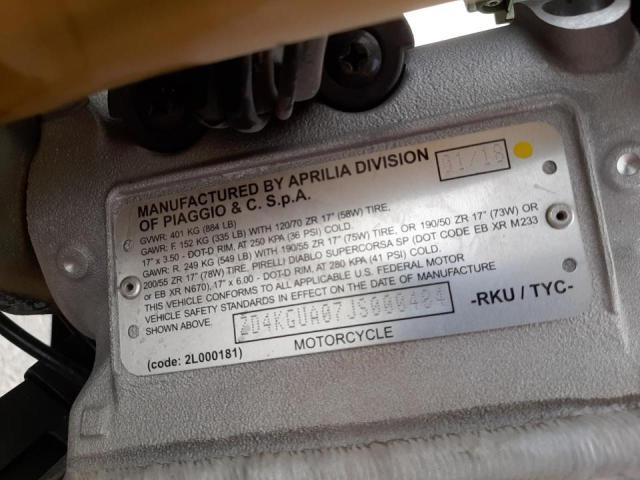 MANUFACTURED BY APRILIA DIVISION 01/18
OF PIAGGIO & C. S.p.A.
GVWR: 401 KG (884 LB)
GAWR: F. 152 KG (335 LB) WITH 120/70 ZR 17" (58W) TIRE,
17" x 3.50 - DOT-D RIM, AT 250 KPA (36 PSI) COLD.
GAWR: R. 249 KG (549 LB) WITH 190/55 ZR 17" (75W) TIRE, OR 190/50 ZR 17" (73W) OR
200/55 ZR 17" (78W) TIRE, PIRELLI DIABLO SUPERCORSA SP (DOT CODE EB XR M233
or EB XR N670), 17" x 6.00 - DOT-D RIM, AT 280 KPA (41 PSI) COLD.
THIS VEHICLE CONFORMS TO ALL APPLICABLE U.S. FEDERAL MOTOR
VEHICLE SAFETY STANDARDS IN EFFECT ON THE DATE OF MANUFACTURE
SHOWN ABOVE. ZD4KGUA07JS000484 -RKU / TYC-
(code: 2L000181) MOTORCYCLE